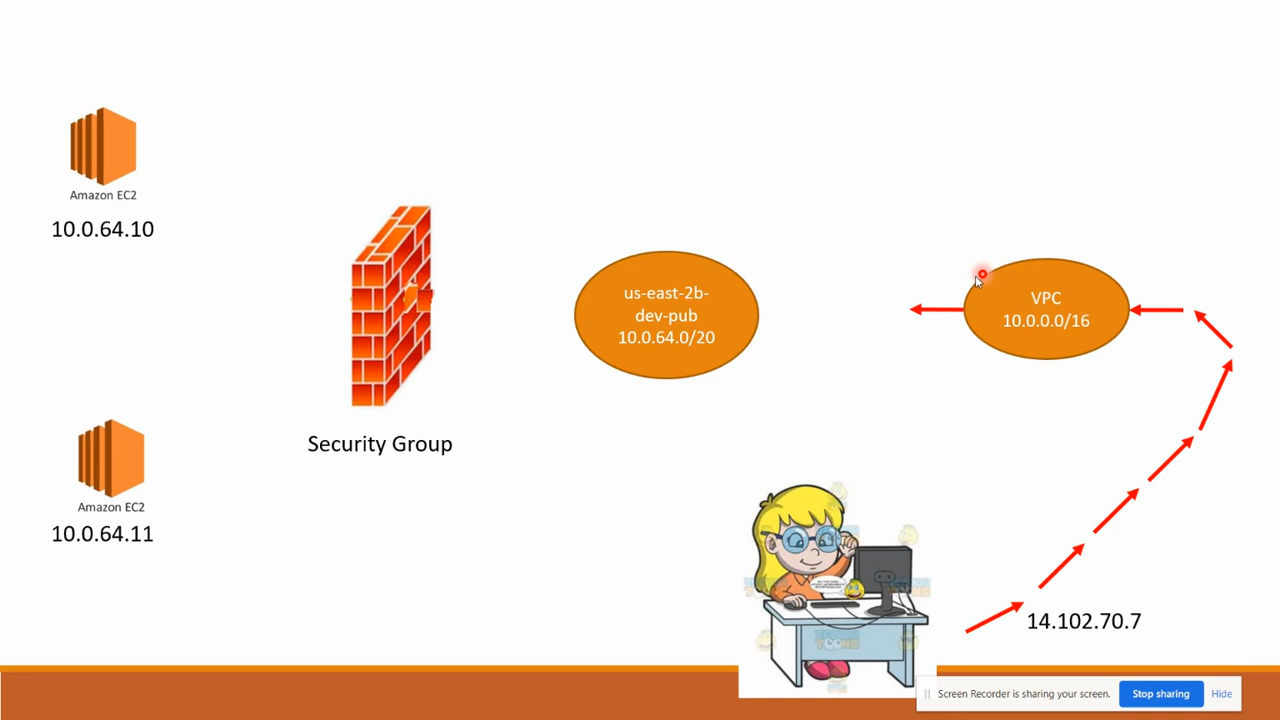 Amazon EC2
10.0.64.10
us-east-2b-
dev-pub
10.0.64.0/20
VPC
10.0.0.0/16
Security Group
Amazon EC2
10.0.64.11
14.102.70.7
Screen Recorder is sharing your screen.
Stop sharing
Hide